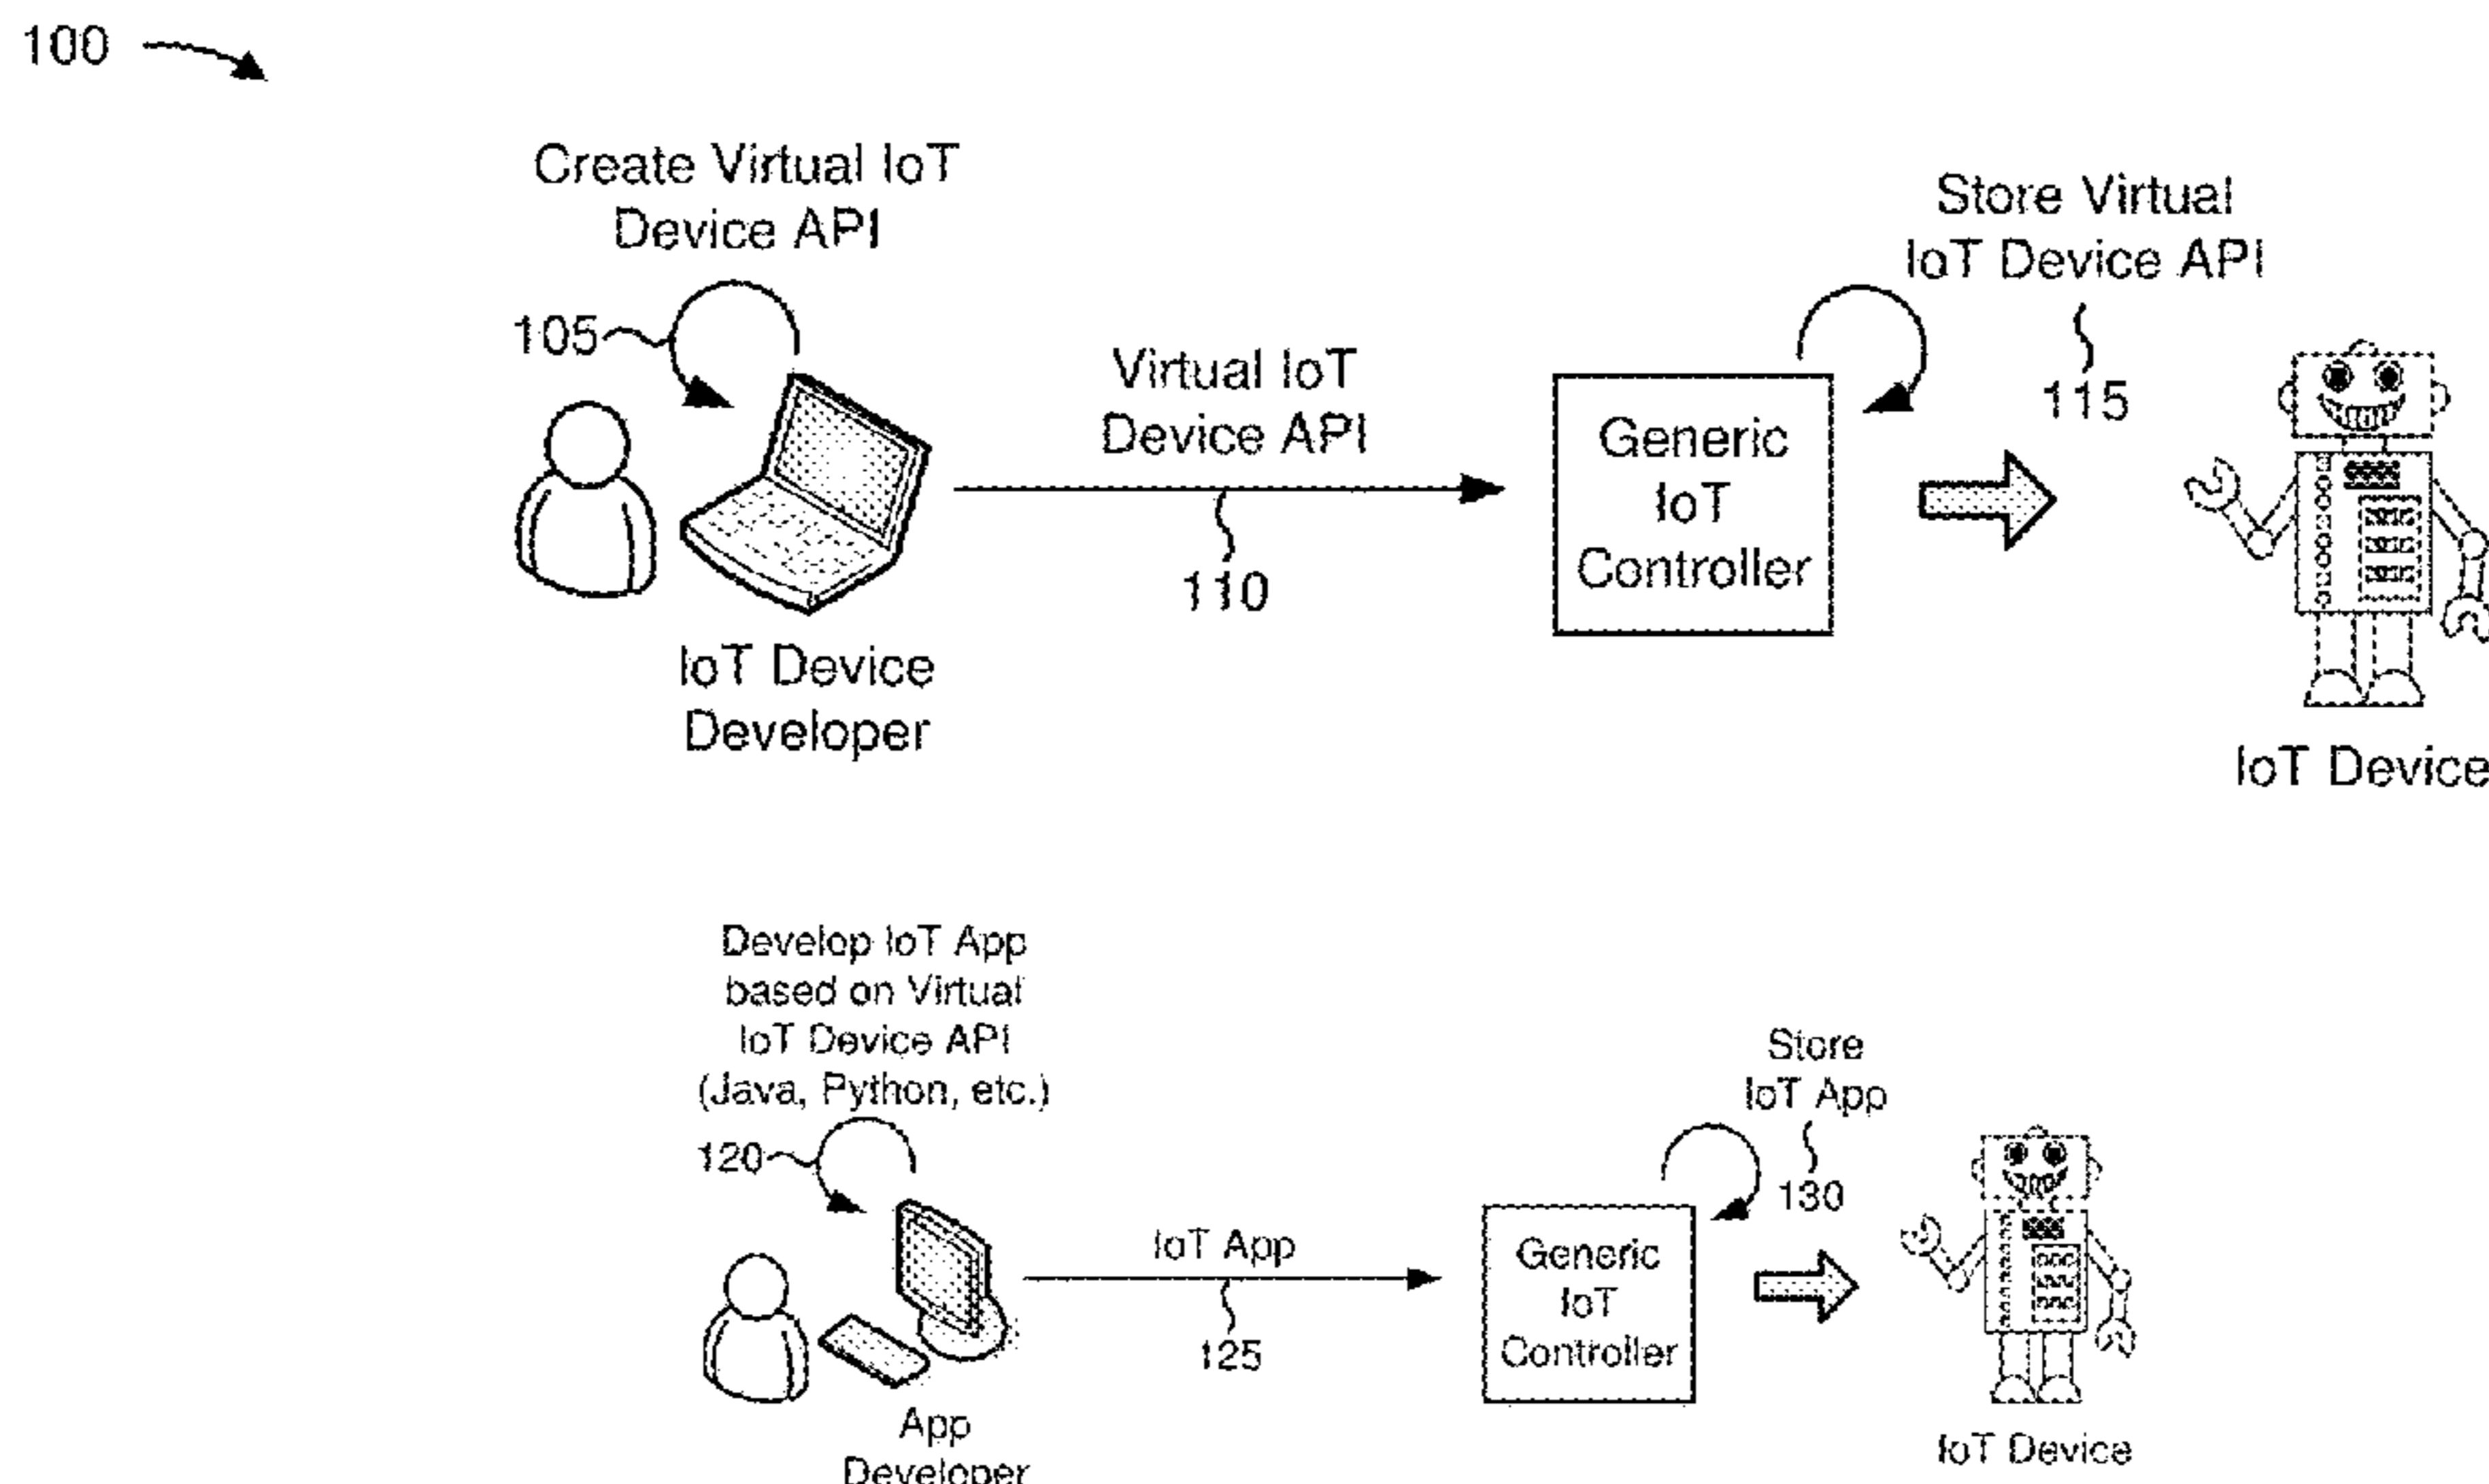 100
Create Virtual IoT
Device API
105
IoT Device
Developer
Virtual IoT
Device API
110
Generic
IoT
Controller
Store Virtual
IoT Device API
115
IoT Device
Develop IoT App
based on Virtual
IoT Device API
(Java, Python, etc.)
120
App
Developer
IoT App
125
Generic
IoT
Controller
Store
IoT App
130
IoT Device